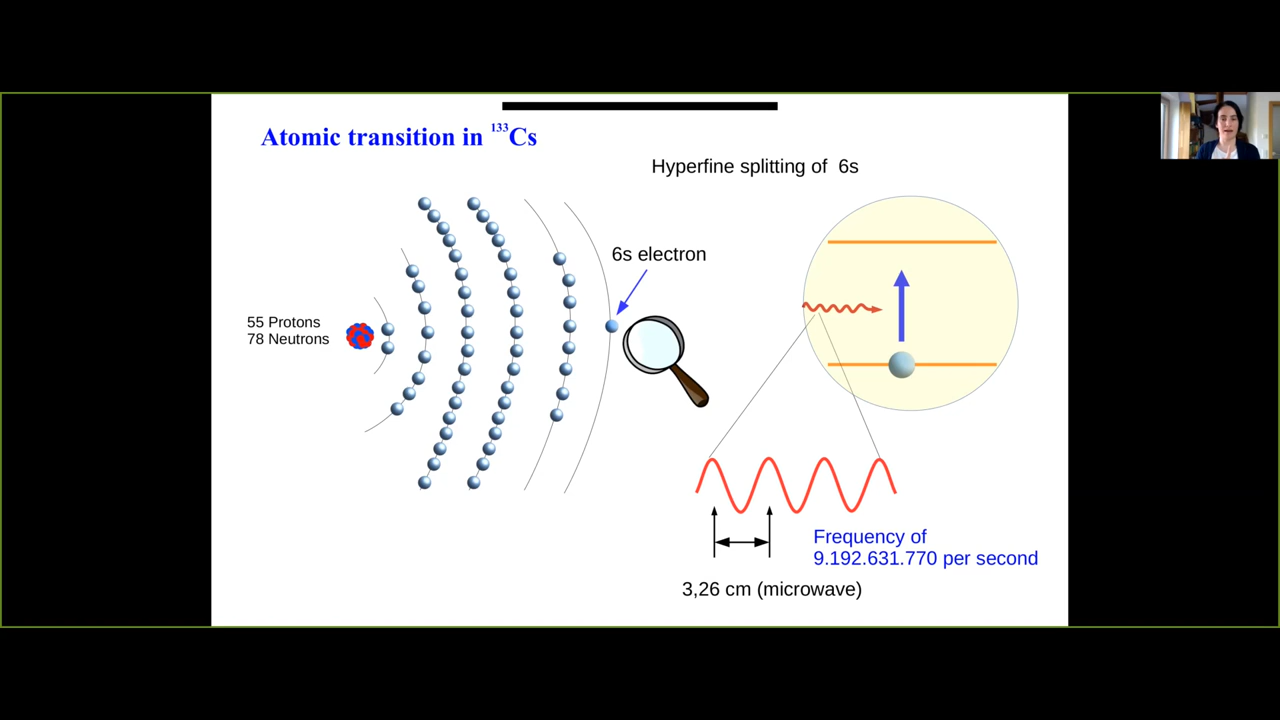 Atomic transition in ¹³³Cs
Hyperfine splitting of 6s
6s electron
55 Protons
78 Neutrons
Frequency of
9.192.631.770 per second
3,26 cm (microwave)